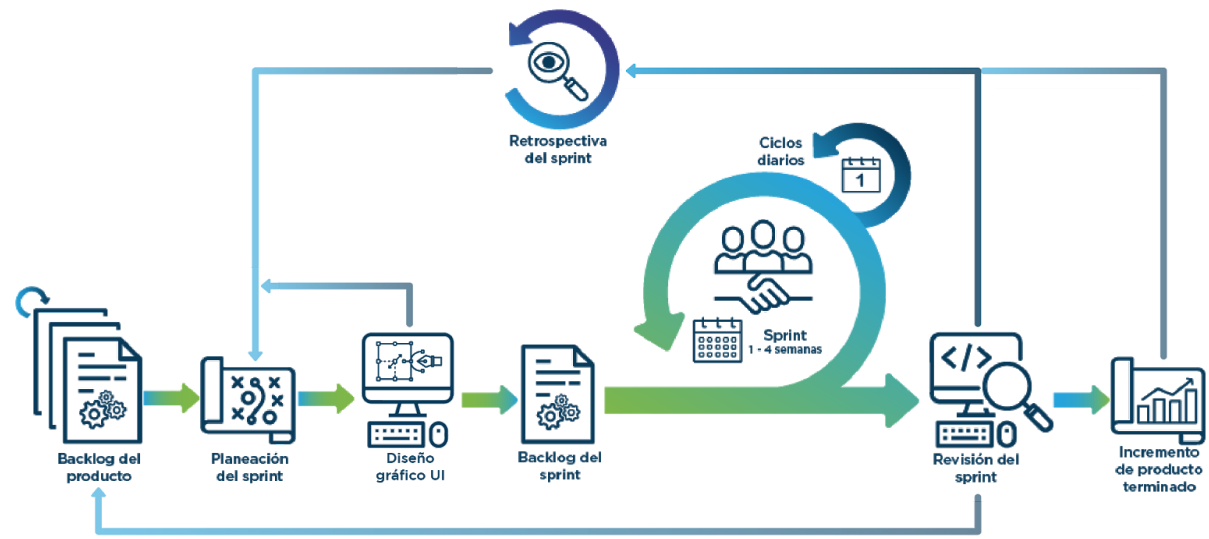 Retrospectiva
del sprint
Ciclos
diarios
1
Sprint
1 - 4 semanas
</>
Backlog del
producto
Planeación
del sprint
Diseño
gráfico UI
Backlog del
sprint
Revisión del
sprint
Incremento
de producto
terminado